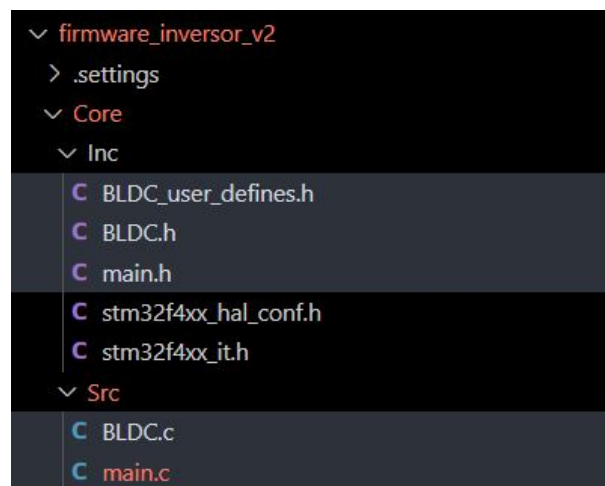 firmware_inversor_v2
.settings
Core
Inc
C BLDC_user_defines.h
C BLDC.h
C main.h
C stm32f4xx_hal_conf.h
C stm32f4xx_it.h
Src
C BLDC.c
C main.c